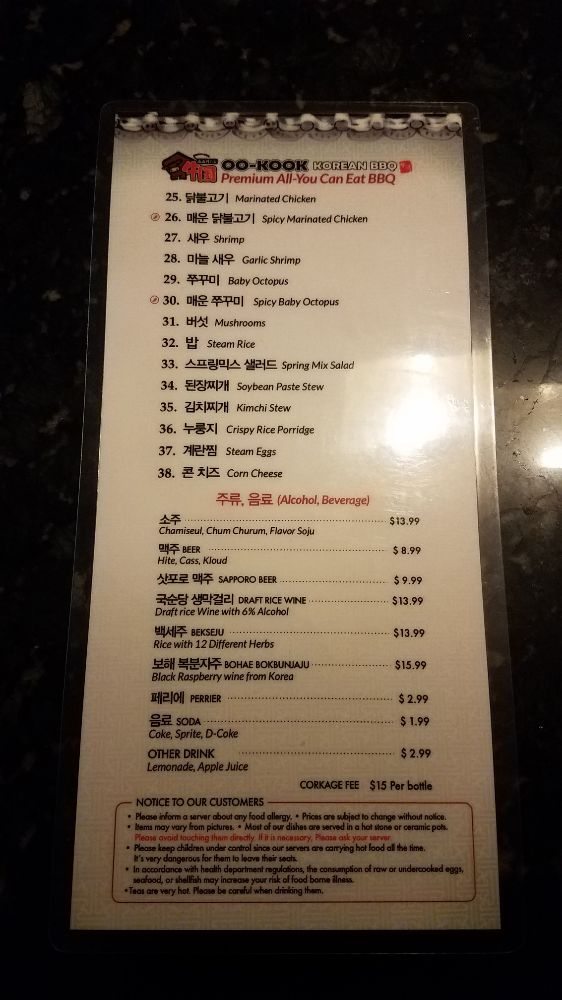 OO-KOOK KOREAN BBQ
Premium All-You Can Eat BBQ
25. 닭불고기 Marinated Chicken
26. 매운 닭불고기 Spicy Marinated Chicken
27. 새우 Shrimp
28. 마늘 새우 Garlic Shrimp
29. 쭈꾸미 Baby Octopus
30. 매운 쭈꾸미 Spicy Baby Octopus
31. 버섯 Mushrooms
32. 밥 Steam Rice
33. 스프링믹스 샐러드 Spring Mix Salad
34. 된장찌개 Soybean Paste Stew
35. 김치찌개 Kimchi Stew
36. 누룽지 Crispy Rice Porridge
37. 계란찜 Steam Eggs
38. 콘 치즈 Corn Cheese
주류, 음료 (Alcohol, Beverage)
소주 $13.99
Chamiseul, Chum Churum, Flavor Soju
맥주 BEER $ 8.99
Hite, Cass, Kloud
삿포로 맥주 SAPPORO BEER $ 9.99
국순당 생막걸리 DRAFT RICE WINE $13.99
Draft rice Wine with 6% Alcohol
백세주 BEKSEJU $13.99
Rice with 12 Different Herbs
보해 복분자주 BOHAE BOKBUNJAJU $15.99
Black Raspberry wine from Korea
페리에 PERRIER $ 2.99
음료 SODA $ 1.99
Coke, Sprite, D-Coke
OTHER DRINK $ 2.99
Lemonade, Apple Juice
CORKAGE FEE $15 Per bottle
NOTICE TO OUR CUSTOMERS
• Please inform a server about any food allergy. • Prices are subject to change without notice.
• Items may vary from pictures. • Most of our dishes are served in a hot stone or ceramic pots.
Please avoid touching them directly. If it is necessary, Please ask your server.
• Please keep children under control since our servers are carrying hot food all the time.
It's very dangerous for them to leave their seats.
• In accordance with health department regulations, the consumption of raw or undercooked eggs,
seafood, or shellfish may increase your risk of food borne illness.
•Teas are very hot. Please be careful when drinking them.